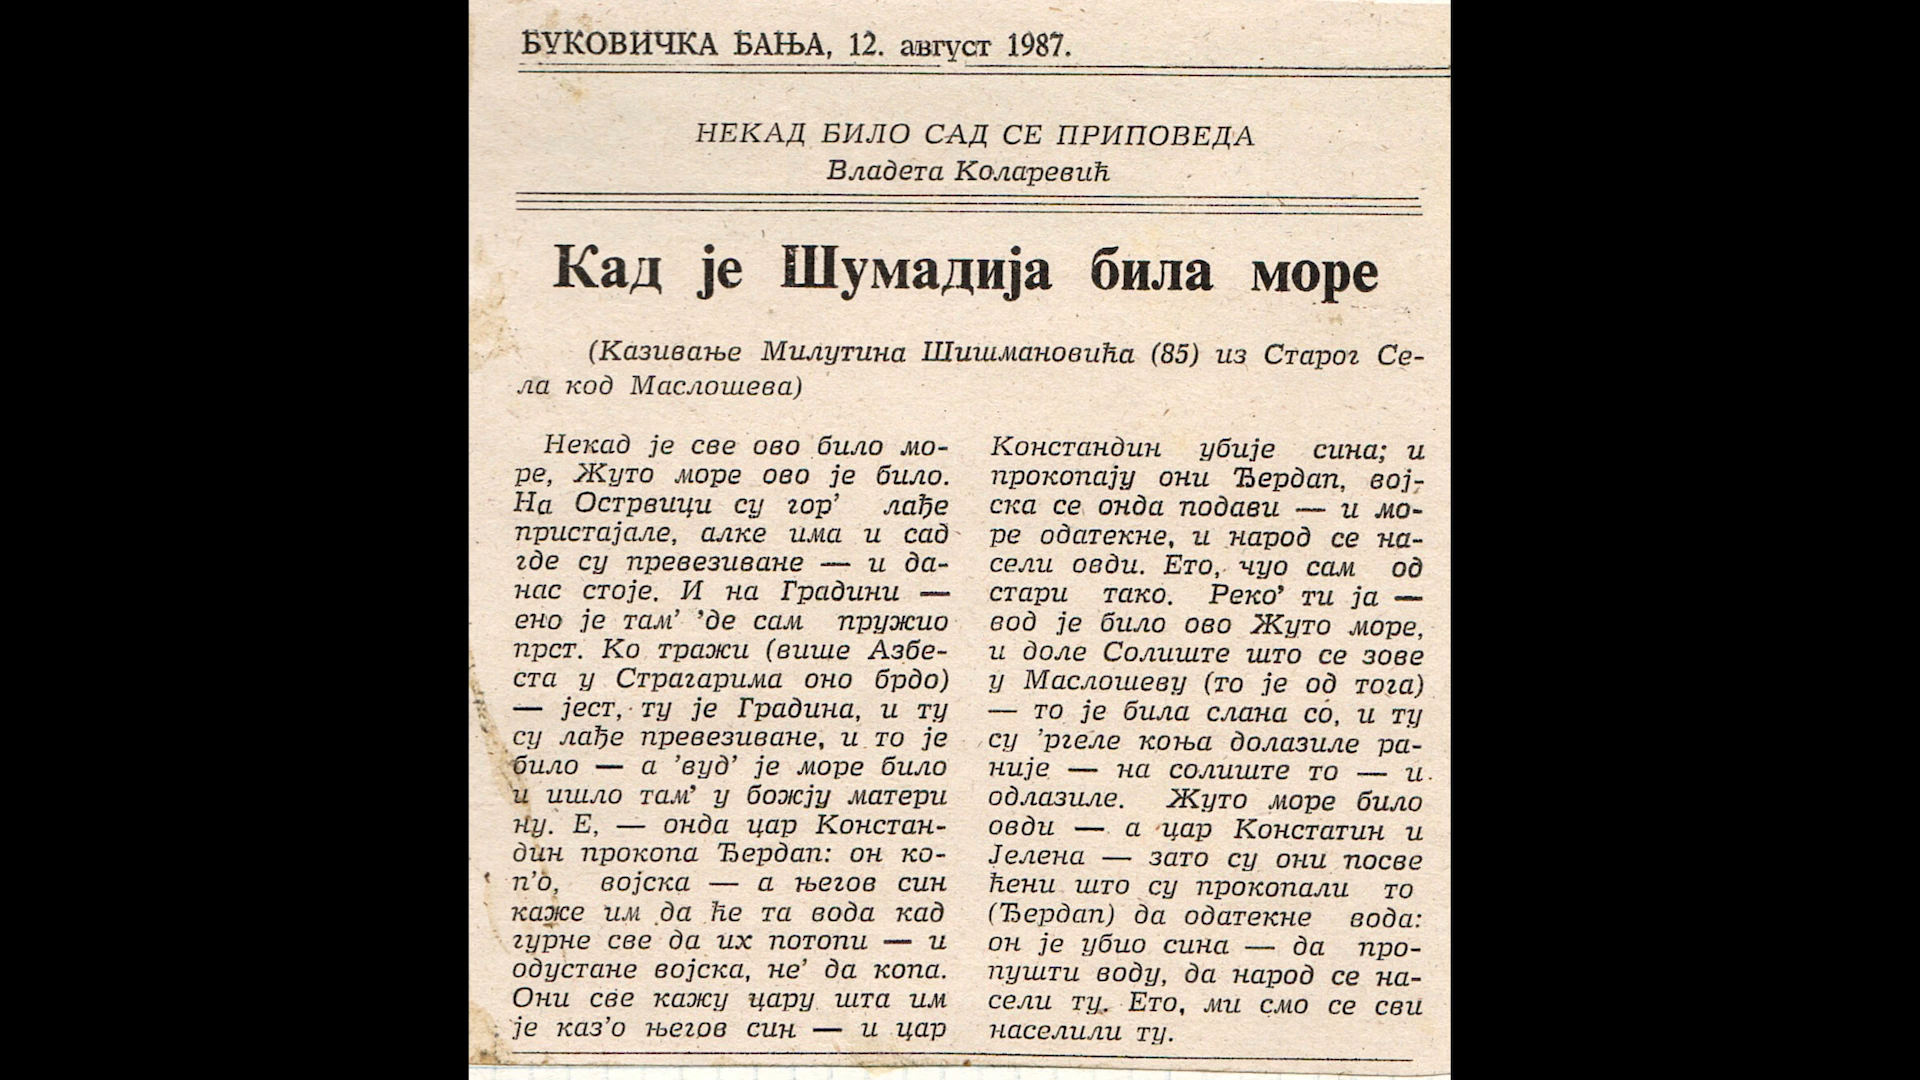 БУКОВИЧКА БАЊА, 12. август 1987.
НЕКАД БИЛО САД СЕ ПРИПОВЕДА
Владета Коларевић
Кад је Шумадија била море
(Казивање Милутина Шишмановића (85) из Старог Се-
ла код Маслошева)
Некад је све ово било мо-
ре, Жуто море ово је било.
На Острвици су гор’ лађе
пристајале, алке има и сад
где су превезиване — и да-
нас стоје. И на Градини —
ено је там’ ’де сам пружио
прст. Ко тражи (више Азбе-
ста у Страгарима оно брдо)
— јест, ту је Градина, и ту
су лађе превезиване, и то је
било — а ’вуд’ је море било
и ишло там’ у божју матери
ну. Е, — онда цар Констан-
дин прокопа Ђердап: он ко-
п’о, војска — а његов син
каже им да ће та вода кад
гурне све да их потопи — и
одустане војска, не’ да копа.
Они све кажу цару шта им
је каз’о његов син — и цар
Констандин убије сина; и
прокопају они Ђердап, вој-
ска се онда подави — и мо-
ре одатекне, и народ се на-
сели овди. Ето, чуо сам од
стари тако. Реко’ ти ја —
вод је било ово Жуто море,
и доле Солиште што се зове
у Маслошеву (то је од тога)
— то је била слана со, и ту
су ’ргеле коња долазиле ра-
није — на солиште то — и
одлазиле. Жуто море било
овди — а цар Констатин и
Јелена — зато су они посве
ћени што су прокопали то
(Ђердап) да одатекне вода:
он је убио сина — да про-
пушти воду, да народ се на-
сели ту. Ето, ми смо се сви
населили ту.